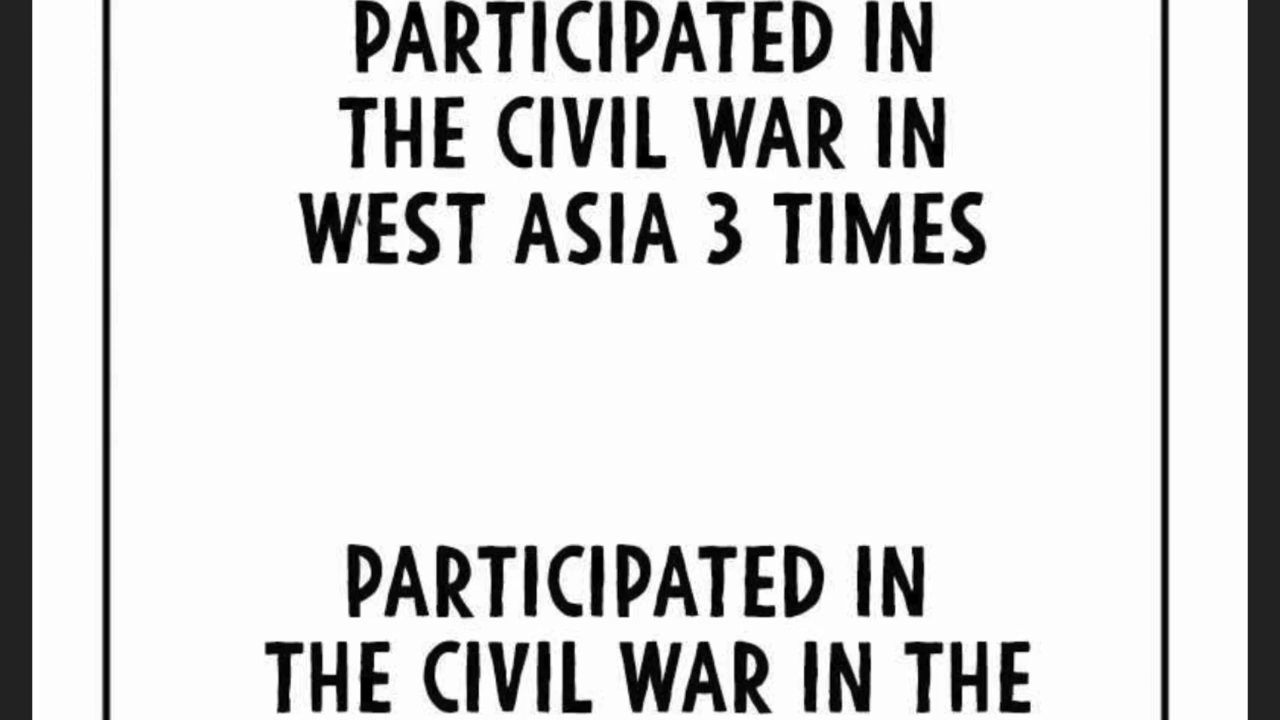 PARTICIPATED IN
THE CIVIL WAR IN
WEST ASIA 3 TIMES
PARTICIPATED IN
THE CIVIL WAR IN THE